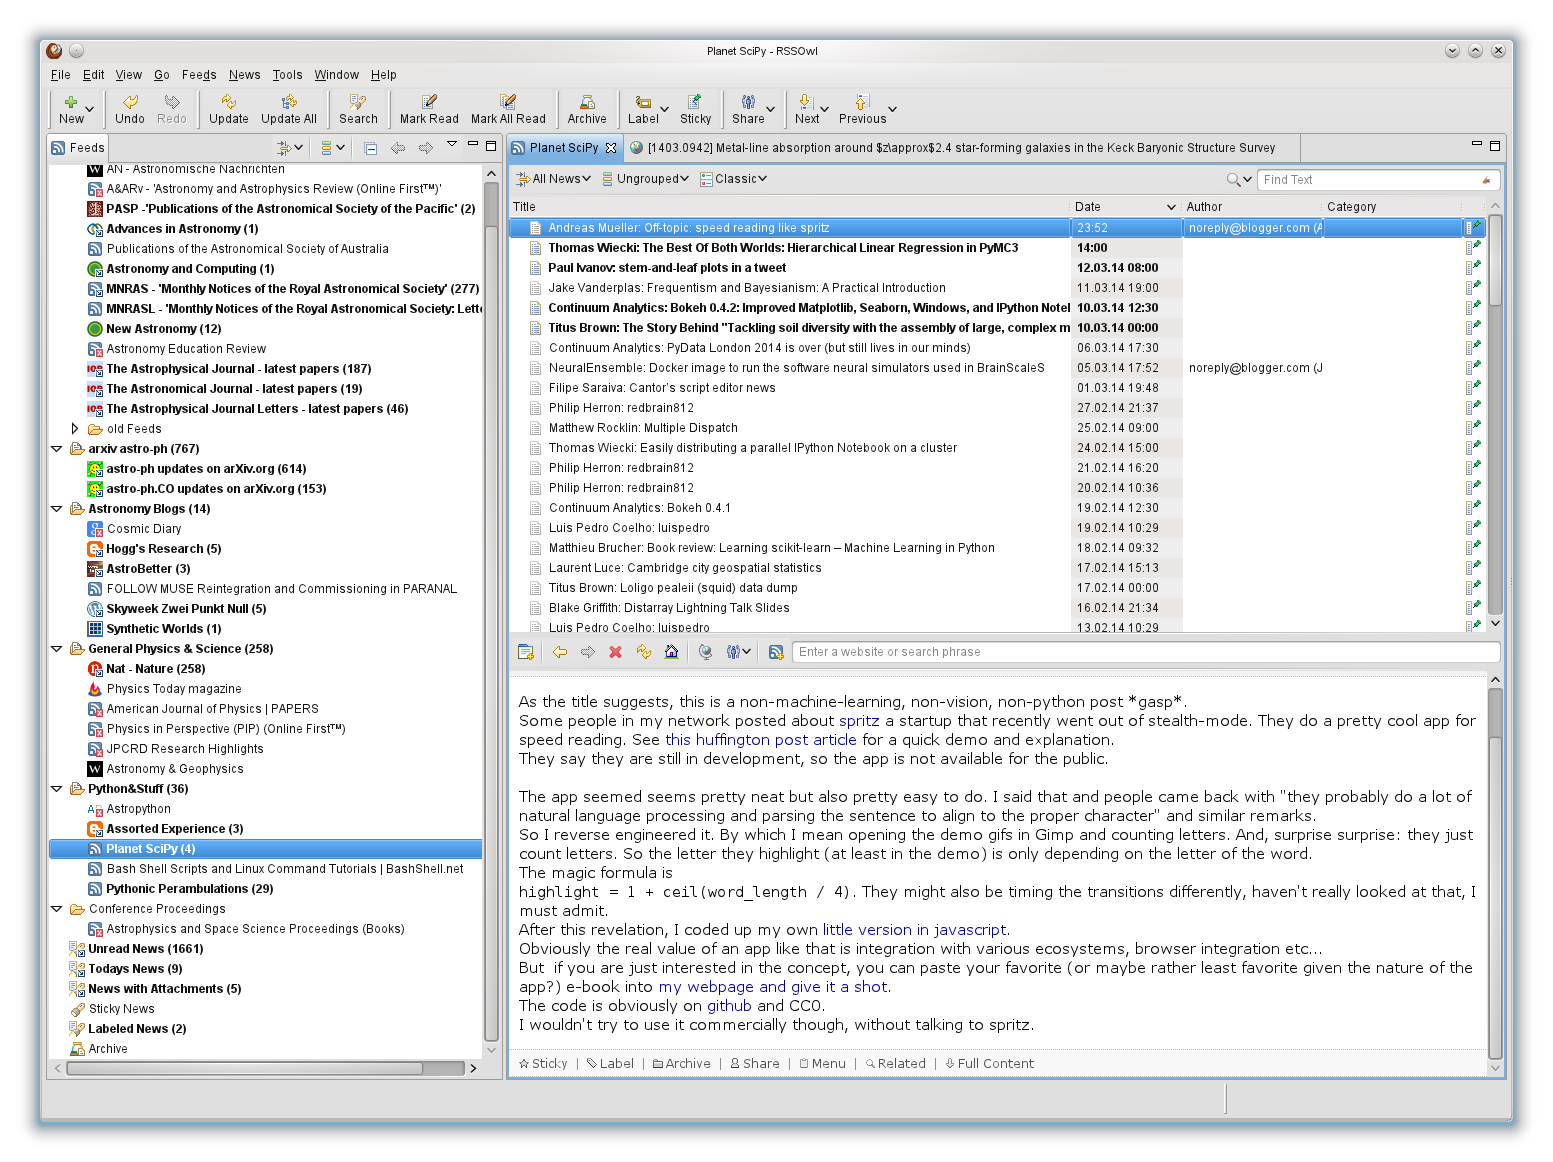 Planet SciPy - RSSOwl
File Edit View Go Feeds News Tools Window Help
New Undo Redo Update Update All Search Mark Read Mark All Read Archive Label Sticky Share Next Previous
Feeds
AN - Astronomische Nachrichten
A&ARv - 'Astronomy and Astrophysics Review (Online First™)'
PASP -'Publications of the Astronomical Society of the Pacific' (2)
Advances in Astronomy (1)
Publications of the Astronomical Society of Australia
Astronomy and Computing (1)
MNRAS - 'Monthly Notices of the Royal Astronomical Society' (277)
MNRASL - 'Monthly Notices of the Royal Astronomical Society: Lette
New Astronomy (12)
Astronomy Education Review
The Astrophysical Journal - latest papers (187)
The Astronomical Journal - latest papers (19)
The Astrophysical Journal Letters - latest papers (46)
old Feeds
arxiv astro-ph (767)
astro-ph updates on arXiv.org (614)
astro-ph.CO updates on arXiv.org (153)
Astronomy Blogs (14)
Cosmic Diary
Hogg's Research (5)
AstroBetter (3)
FOLLOW MUSE Reintegration and Commissioning in PARANAL
Skyweek Zwei Punkt Null (5)
Synthetic Worlds (1)
General Physics & Science (258)
Nat - Nature (258)
Physics Today magazine
American Journal of Physics | PAPERS
Physics in Perspective (PIP) (Online First™)
JPCRD Research Highlights
Astronomy & Geophysics
Python&Stuff (36)
Astropython
Assorted Experience (3)
Planet SciPy (4)
Bash Shell Scripts and Linux Command Tutorials | BashShell.net
Pythonic Perambulations (29)
Conference Proceedings
Astrophysics and Space Science Proceedings (Books)
Unread News (1661)
Todays News (9)
News with Attachments (5)
Sticky News
Labeled News (2)
Archive
Planet SciPy [1403.0942] Metal-line absorption around $z\approx$2.4 star-forming galaxies in the Keck Baryonic Structure Survey
All News Ungrouped Classic Find Text
Title Date Author Category
Andreas Mueller: Off-topic: speed reading like spritz 23:52 noreply@blogger.com (A
Thomas Wiecki: The Best Of Both Worlds: Hierarchical Linear Regression in PyMC3 14:00
Paul Ivanov: stem-and-leaf plots in a tweet 12.03.14 08:00
Jake Vanderplas: Frequentism and Bayesianism: A Practical Introduction 11.03.14 19:00
Continuum Analytics: Bokeh 0.4.2: Improved Matplotlib, Seaborn, Windows, and IPython Notel 10.03.14 12:30
Titus Brown: The Story Behind "Tackling soil diversity with the assembly of large, complex m 10.03.14 00:00
Continuum Analytics: PyData London 2014 is over (but still lives in our minds) 06.03.14 17:30
NeuralEnsemble: Docker image to run the software neural simulators used in BrainScaleS 05.03.14 17:52 noreply@blogger.com (J
Filipe Saraiva: Cantor's script editor news 01.03.14 19:48
Philip Herron: redbrain812 27.02.14 21:37
Matthew Rocklin: Multiple Dispatch 25.02.14 09:00
Thomas Wiecki: Easily distributing a parallel IPython Notebook on a cluster 24.02.14 15:00
Philip Herron: redbrain812 21.02.14 16:20
Philip Herron: redbrain812 20.02.14 10:36
Continuum Analytics: Bokeh 0.4.1 19.02.14 12:30
Luis Pedro Coelho: luispedro 19.02.14 10:29
Matthieu Brucher: Book review: Learning scikit-learn – Machine Learning in Python 18.02.14 09:32
Laurent Luce: Cambridge city geospatial statistics 17.02.14 15:13
Titus Brown: Loligo pealeii (squid) data dump 17.02.14 00:00
Blake Griffith: Distarray Lightning Talk Slides 16.02.14 21:34
Luis Pedro Coelho: luispedro 13.02.14 10:29
Enter a website or search phrase
As the title suggests, this is a non-machine-learning, non-vision, non-python post *gasp*.
Some people in my network posted about spritz a startup that recently went out of stealth-mode. They do a pretty cool app for
speed reading. See this huffington post article for a quick demo and explanation.
They say they are still in development, so the app is not available for the public.
The app seemed seems pretty neat but also pretty easy to do. I said that and people came back with "they probably do a lot of
natural language processing and parsing the sentence to align to the proper character" and similar remarks.
So I reverse engineered it. By which I mean opening the demo gifs in Gimp and counting letters. And, surprise surprise: they just
count letters. So the letter they highlight (at least in the demo) is only depending on the letter of the word.
The magic formula is
highlight = 1 + ceil(word_length / 4). They might also be timing the transitions differently, haven't really looked at that, I
must admit.
After this revelation, I coded up my own little version in javascript.
Obviously the real value of an app like that is integration with various ecosystems, browser integration etc...
But if you are just interested in the concept, you can paste your favorite (or maybe rather least favorite given the nature of the
app?) e-book into my webpage and give it a shot.
The code is obviously on github and CC0.
I wouldn't try to use it commercially though, without talking to spritz.
Sticky | Label | Archive | Share | Menu | Related | Full Content